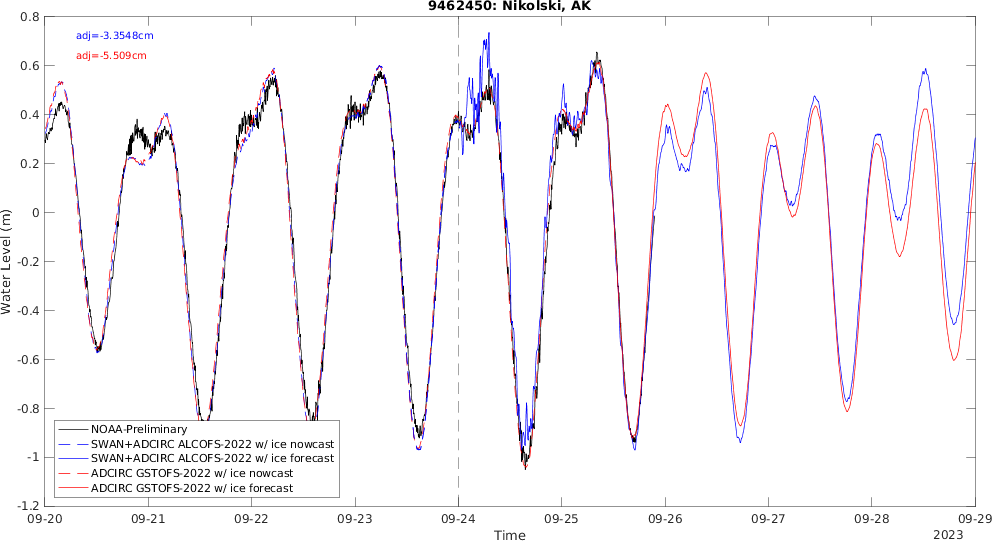 9462450: Nikolski, AK
adj=-3.3548cm
adj=-5.509cm
Water Level (m)
0.8
0.6
0.4
0.2
0
-0.2
-0.4
-0.6
-0.8
-1
-1.2
NOAA-Preliminary
SWAN+ADCIRC ALCOFS-2022 w/ ice nowcast
SWAN+ADCIRC ALCOFS-2022 w/ ice forecast
ADCIRC GSTOFS-2022 w/ ice nowcast
ADCIRC GSTOFS-2022 w/ ice forecast
09-20 09-21 09-22 09-23 09-24 09-25 09-26 09-27 09-28 09-29
Time
2023